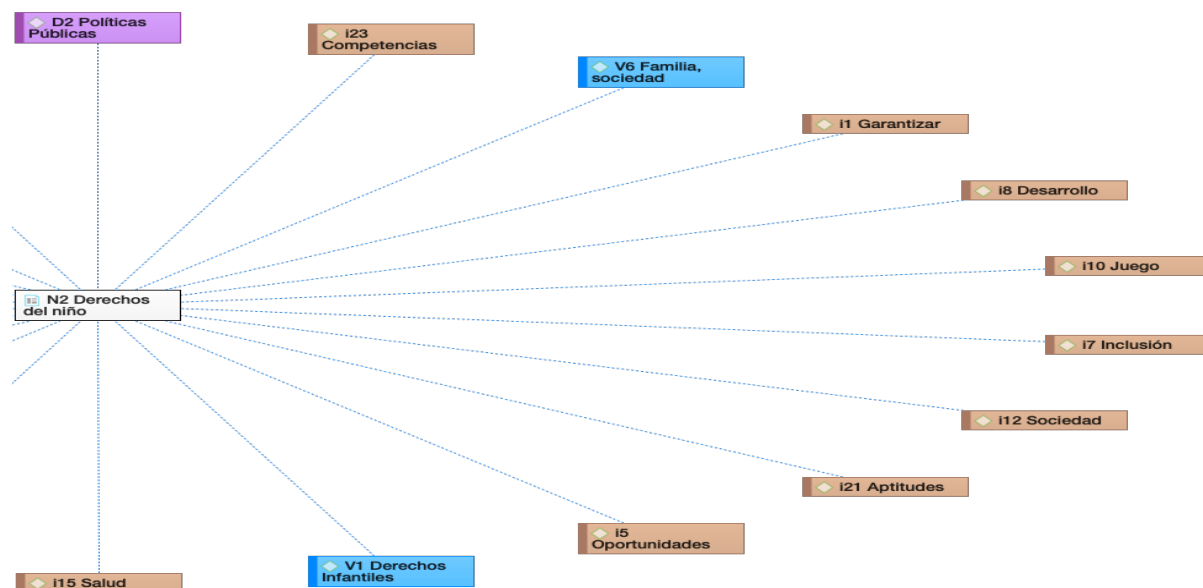 D2 Políticas
Públicas
i23
Competencias
V6 Familia,
sociedad
i1 Garantizar
i8 Desarrollo
i10 Juego
N2 Derechos
del niño
i7 Inclusión
i12 Sociedad
i21 Aptitudes
i5
Oportunidades
V1 Derechos
Infantiles
i15 Salud